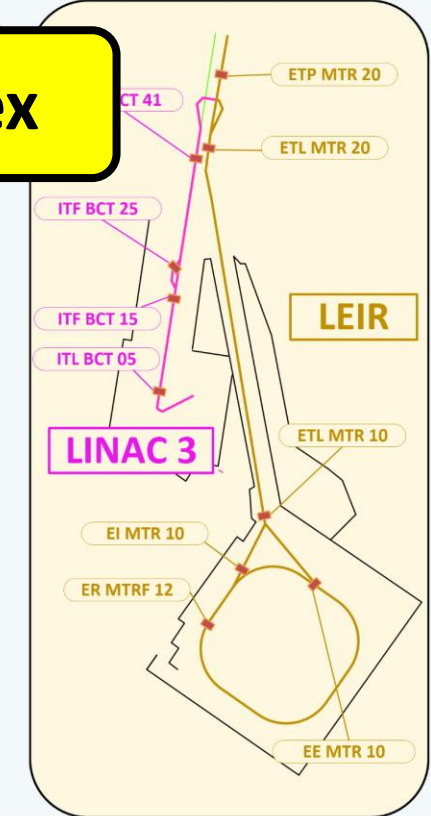 ex
ETP MTR 20
CT 41
ETL MTR 20
ITF BCT 25
LEIR
ITF BCT 15
ITL BCT 05
ETL MTR 10
LINAC 3
EI MTR 10
ER MTRF 12
EE MTR 10